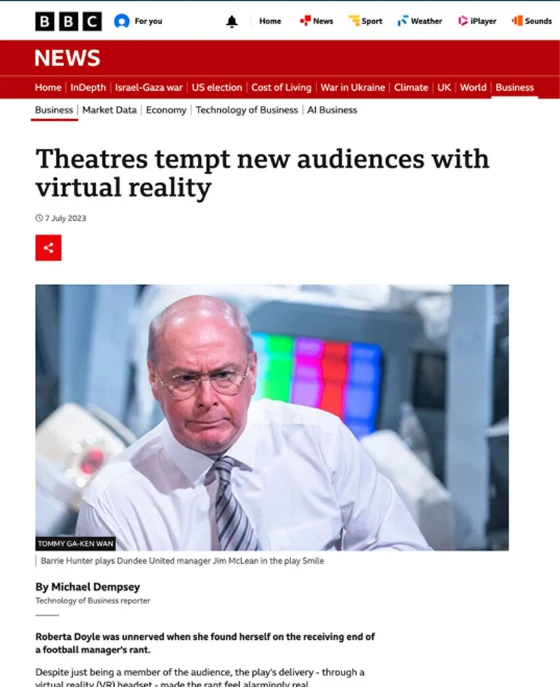 BBC
For you
Home
News
Sport
Weather
iPlayer
Sounds
NEWS
Home | InDepth | Israel-Gaza war | US election | Cost of Living | War in Ukraine | Climate | UK | World | Business
Business | Market Data | Economy | Technology of Business | AI Business
Theatres tempt new audiences with
virtual reality
7 July 2023
TOMMY GA-KEN WAN
Barrie Hunter plays Dundee United manager Jim McLean in the play Smile
By Michael Dempsey
Technology of Business reporter
Roberta Doyle was unnerved when she found herself on the receiving end of
a football manager's rant.
Despite just being a member of the audience, the play's delivery - through a
virtual reality (VR) headset - made the rant feel alarmingly real.